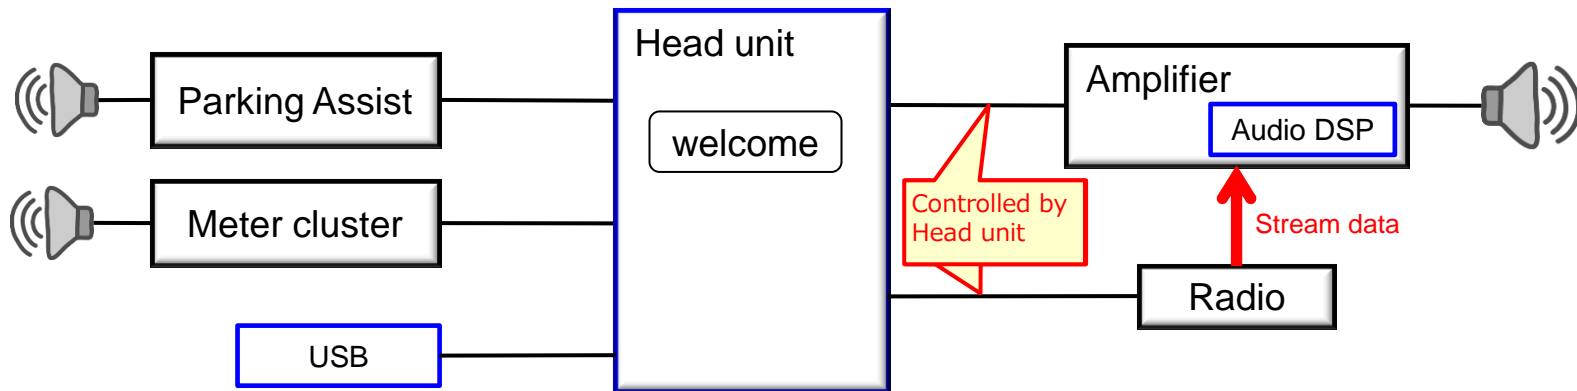 Head unit
Parking Assist
welcome
Meter cluster
USB
Amplifier
Audio DSP
Controlled by
Head unit
Stream data
Radio